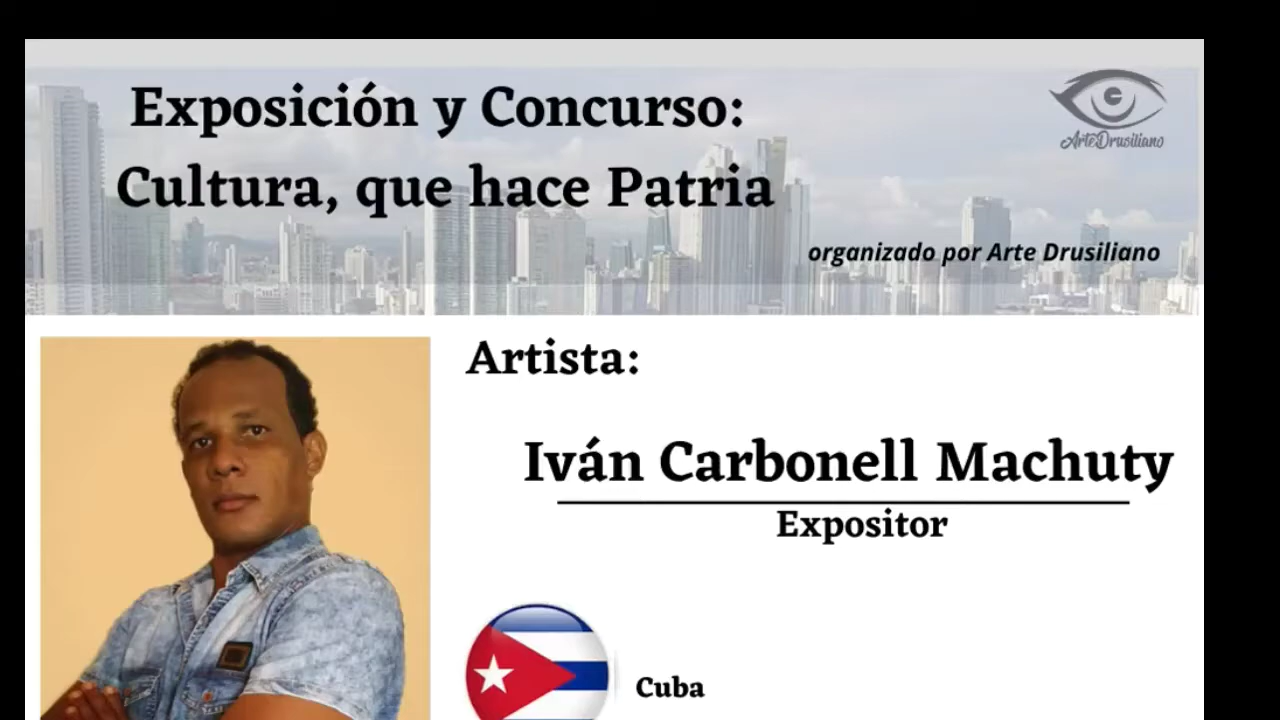 Exposición y Concurso:
Cultura, que hace Patria
ArteDrusiliano
organizado por Arte Drusiliano
Artista:
Iván Carbonell Machuty
Expositor
Cuba